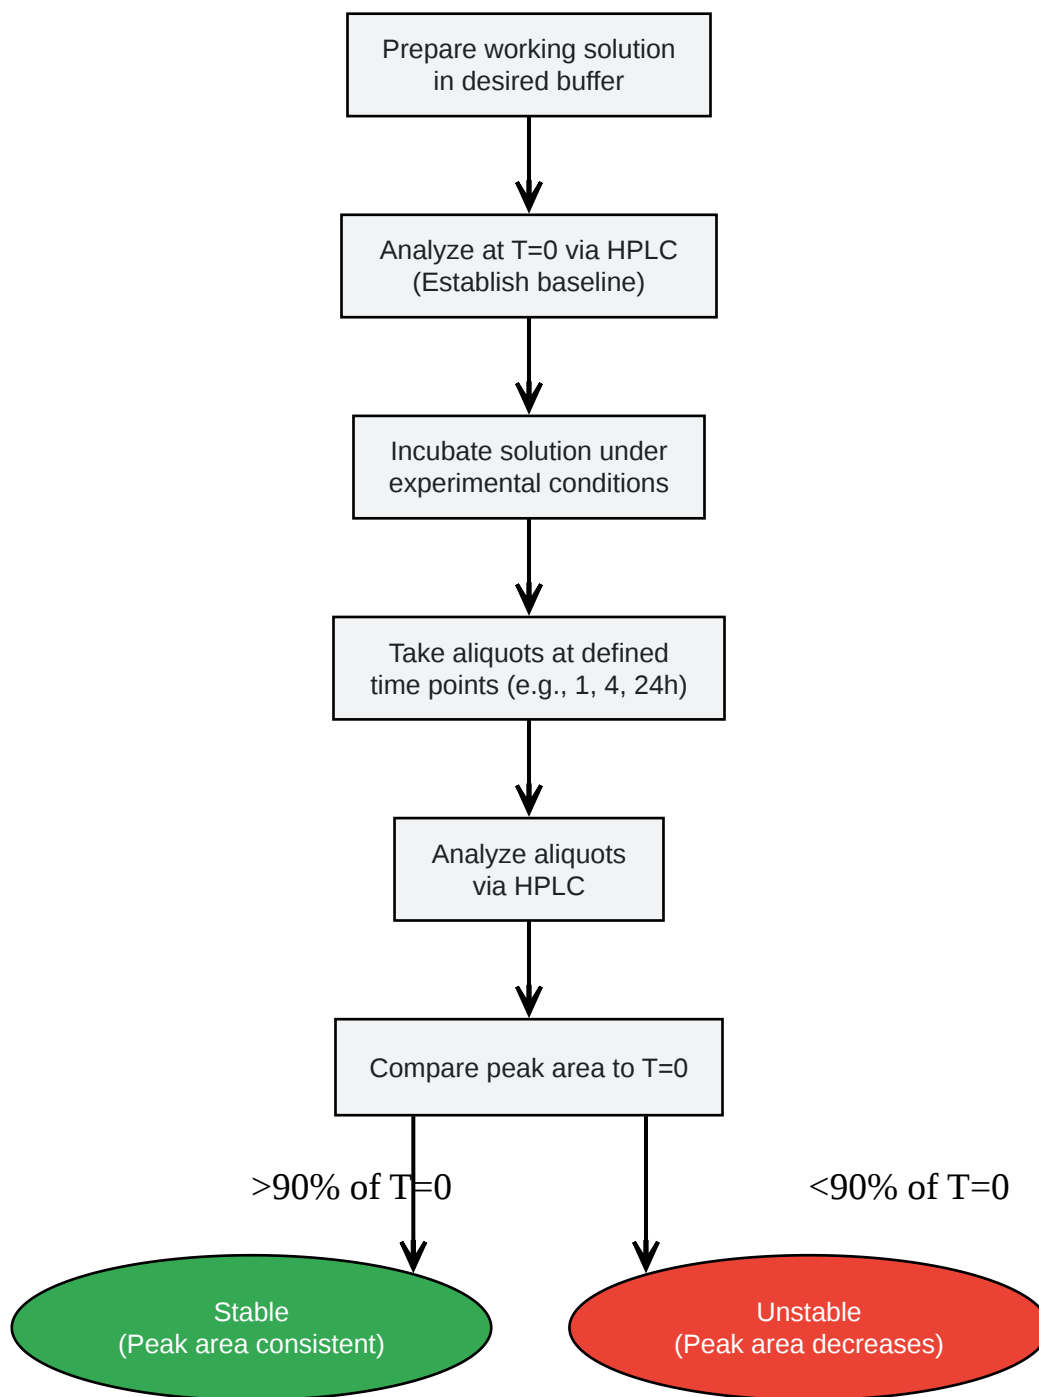 Prepare working solution
in desired buffer
Analyze at T=0 via HPLC
(Establish baseline)
Incubate solution under
experimental conditions
Take aliquots at defined
time points (e.g., 1, 4, 24h)
Analyze aliquots
via HPLC
Compare peak area to T=0
>90% of T=0
<90% of T=0
Stable
(Peak area consistent)
Unstable
(Peak area decreases)